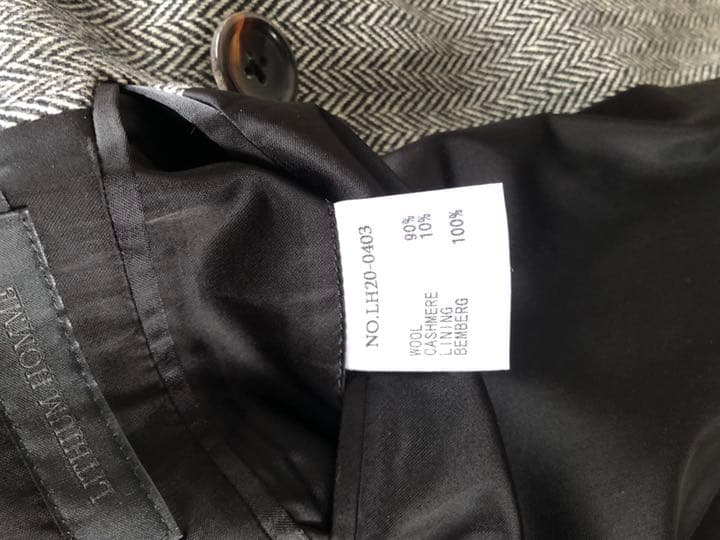 NO.LH20-0403
WOOL 90%
CASHMERE 10%
LINING
BEMBERG 100%
LITHIUM HOMME